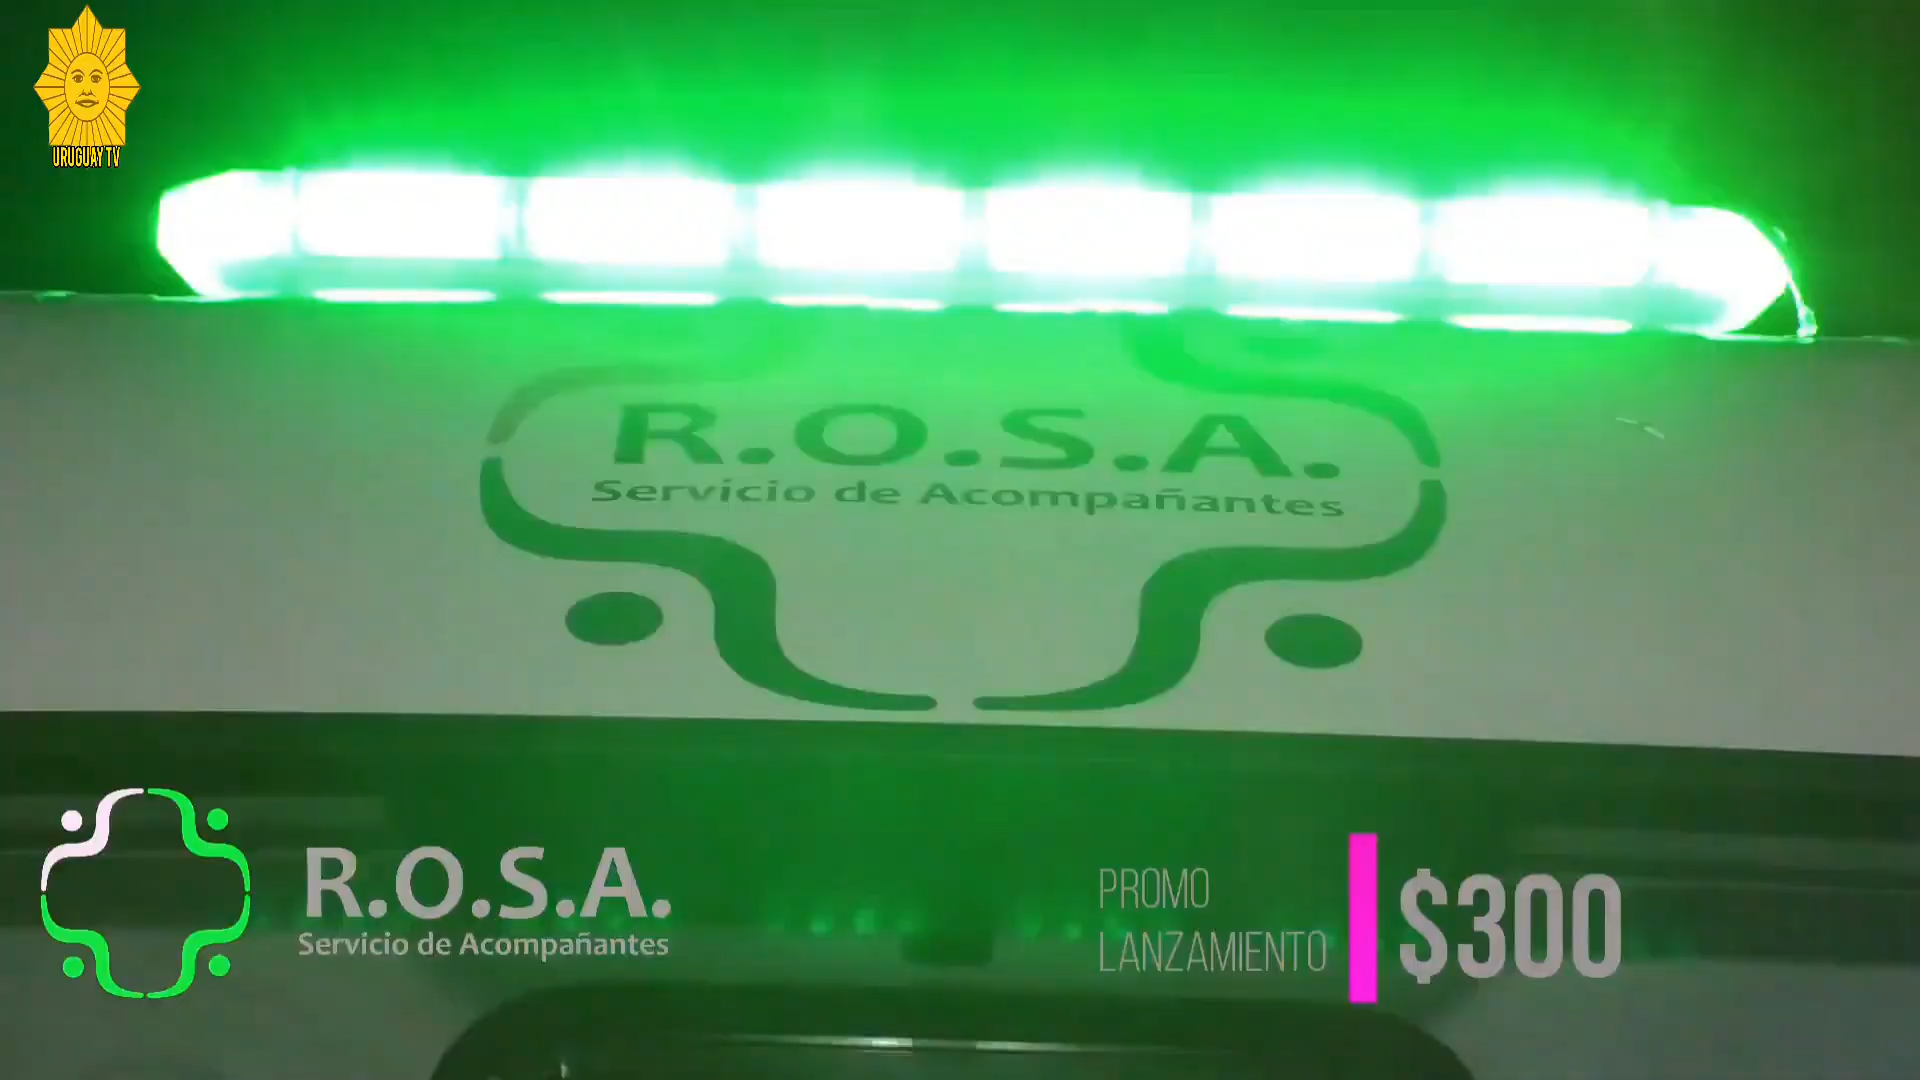 URUGUAY TV
R.O.S.A.
Servicio de Acompañantes
R.O.S.A.
Servicio de Acompañantes
PROMO
LANZAMIENTO
$300